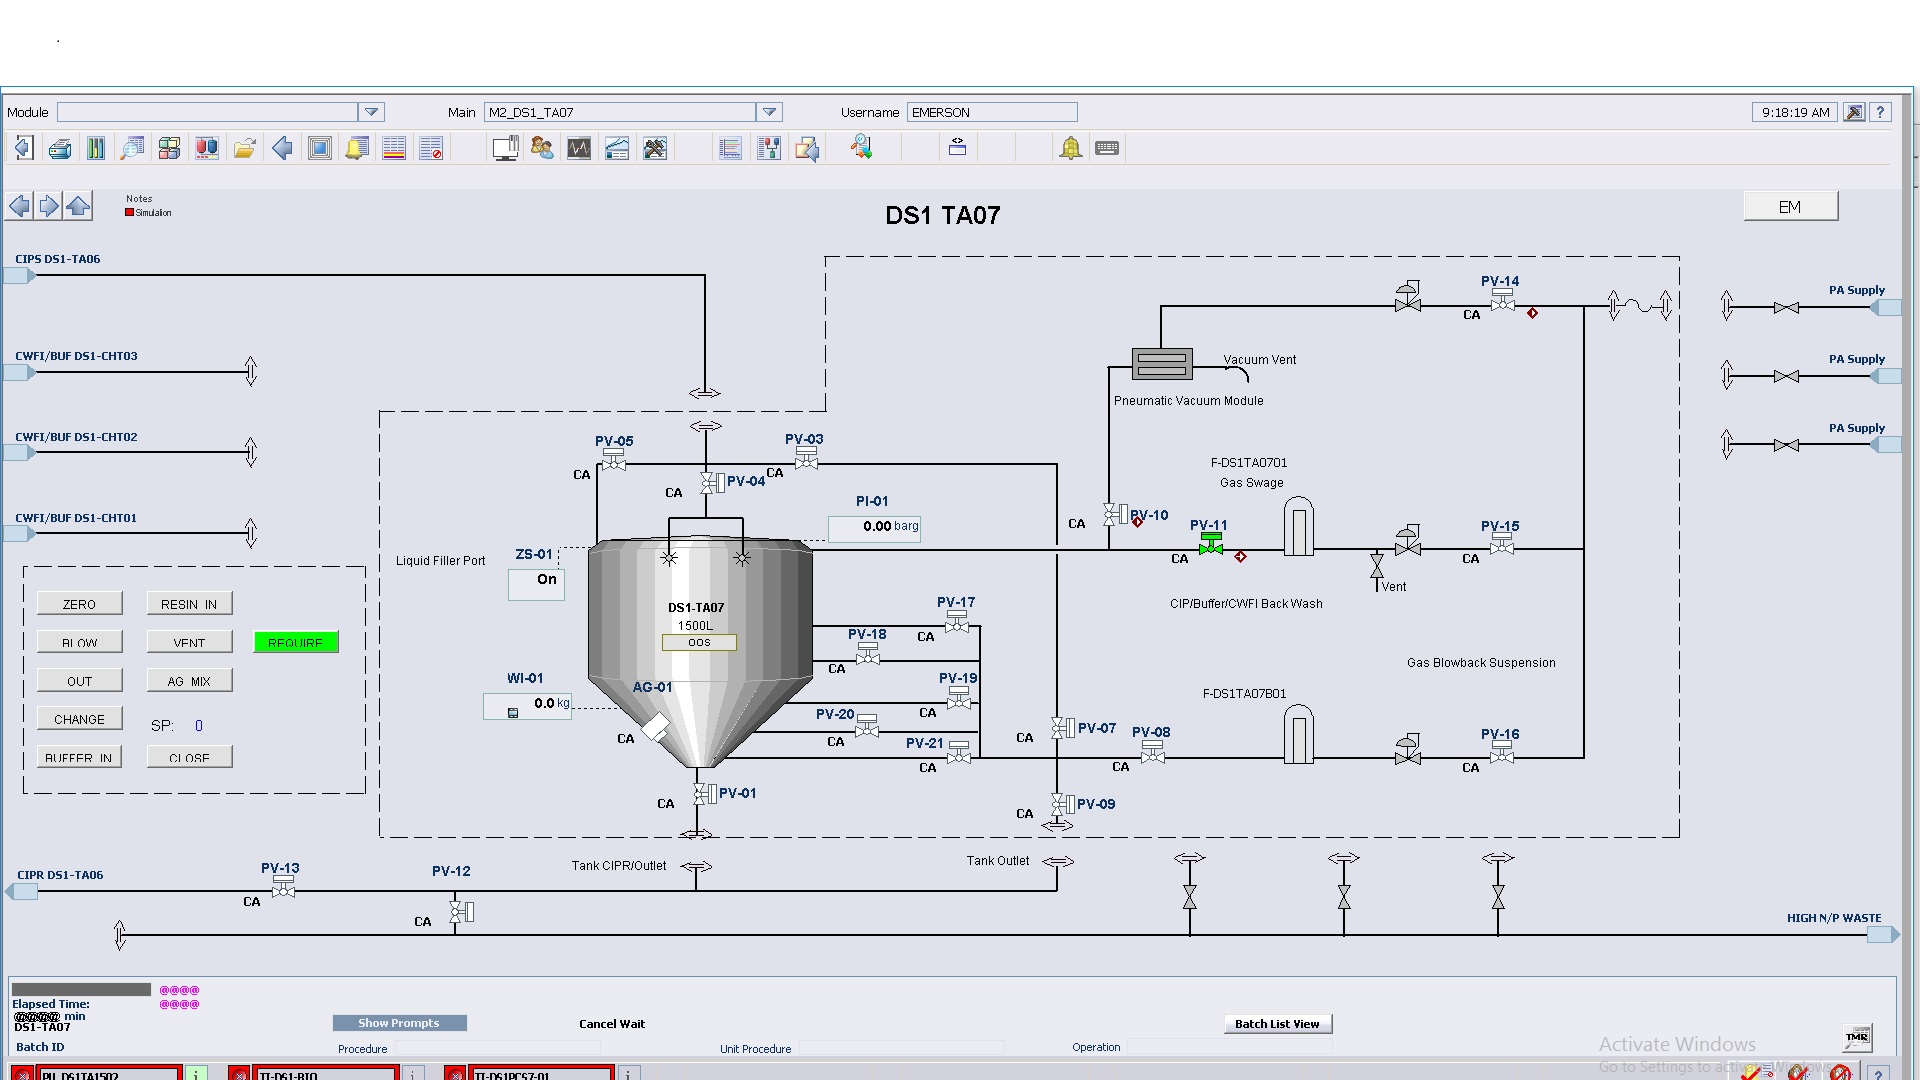 Module
Main M2_DS1_TA07
Username EMERSON
9:18:19 AM
?
Notes
Simulation
DS1 TA07
EM
CIPS DS1-TA06
CWFI/BUF DS1-CHT03
CWFI/BUF DS1-CHT02
CWFI/BUF DS1-CHT01
PV-14
CA
PA Supply
PA Supply
PA Supply
Vacuum Vent
Pneumatic Vacuum Module
PV-05
CA
PV-03
CA
PV-04
CA
PI-01
0.00 barg
F-DS1TA0701
Gas Swage
PV-10
CA
PV-11
CA
PV-15
CA
Vent
Liquid Filler Port
ZS-01
On
CIP/Buffer/CWFI Back Wash
DS1-TA07
1500L
OOS
PV-17
CA
PV-18
CA
PV-19
CA
PV-20
CA
PV-21
CA
WI-01
0.0 kg
AG-01
CA
Gas Blowback Suspension
F-DS1TA07B01
PV-07
CA
PV-08
CA
PV-16
CA
PV-01
CA
PV-09
CA
ZERO
RESIN IN
BLOW
VENT
REQUIRE
OUT
AG MIX
CHANGE
SP: 0
BUFFER IN
CLOSE
Tank CIPR/Outlet
Tank Outlet
CIPR DS1-TA06
PV-13
CA
PV-12
CA
HIGH N/P WASTE
@@@@
Elapsed Time: @@@@
@@@@ min
DS1-TA07
Batch ID
Show Prompts
Cancel Wait
Batch List View
TMR
Procedure
Unit Procedure
Operation
Activate Windows
Go to Settings to activate Windows.
PU_DS1TA1502
i
TT-DS1-RTO
i
TT-DS1PCS7-01
i
?